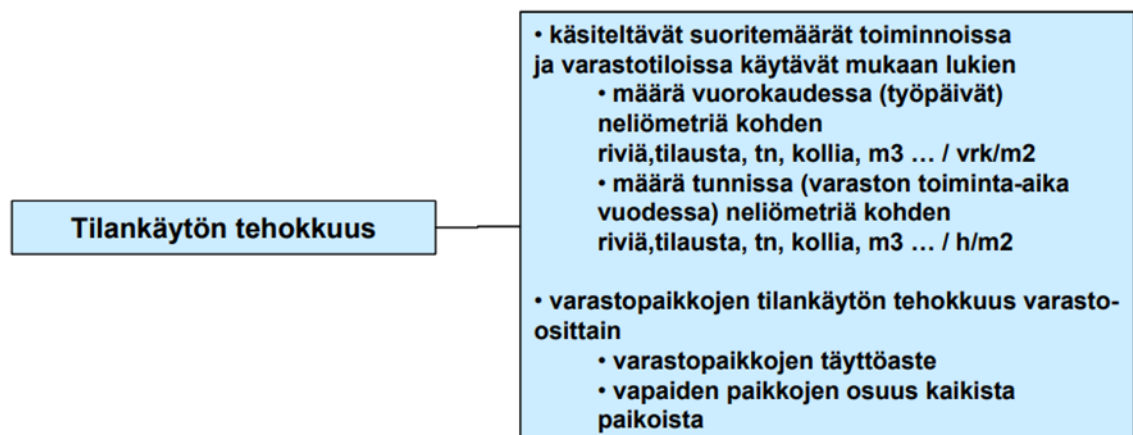 Tilankäytön tehokkuus
• käsiteltävät suoritemäärät toiminnoissa
ja varastotiloissa käytävät mukaan lukien
• määrä vuorokaudessa (työpäivät)
neliömetriä kohden
riviä,tilausta, tn, kollia, m3 ... / vrk/m2
• määrä tunnissa (varaston toiminta-aika
vuodessa) neliömetriä kohden
riviä,tilausta, tn, kollia, m3 ... / h/m2
• varastopaikkojen tilankäytön tehokkuus varasto-
osittain
• varastopaikkojen täyttöaste
• vapaiden paikkojen osuus kaikista
paikoista